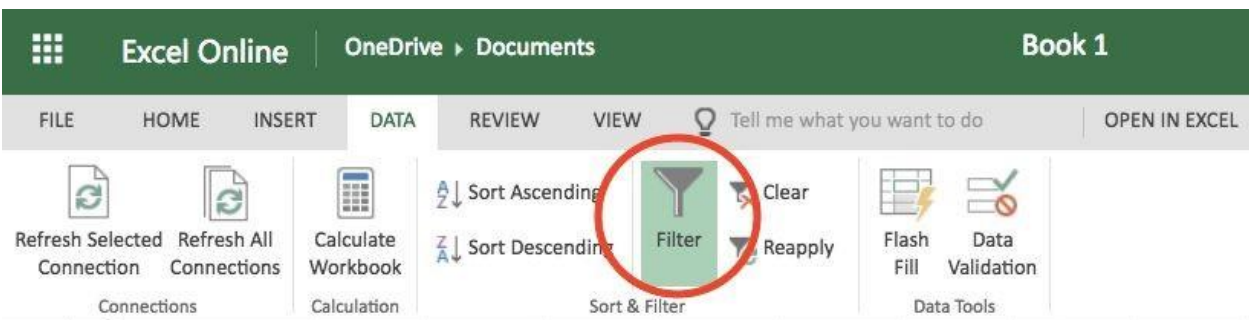 Excel Online OneDrive ▸ Documents Book 1
FILE HOME INSERT DATA REVIEW VIEW Tell me what you want to do OPEN IN EXCEL
Sort Ascending Clear
Refresh Selected Connection
Refresh All Connections
Calculate Workbook
Sort Descending
Filter
Reapply
Flash Fill
Data Validation
Connections Calculation Sort & Filter Data Tools